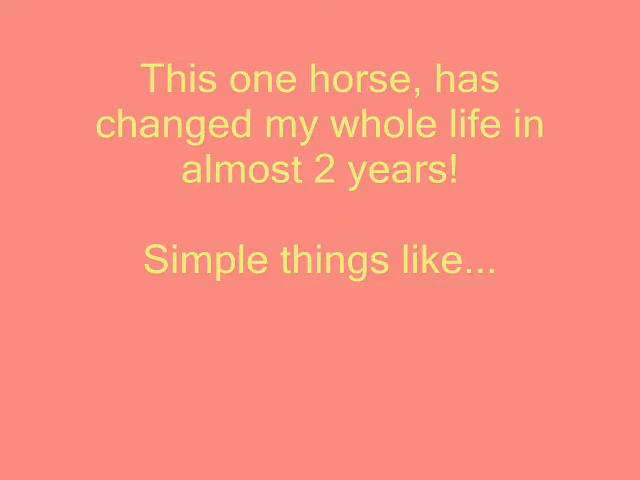 This one horse, has
changed my whole life in
almost 2 years!
Simple things like...